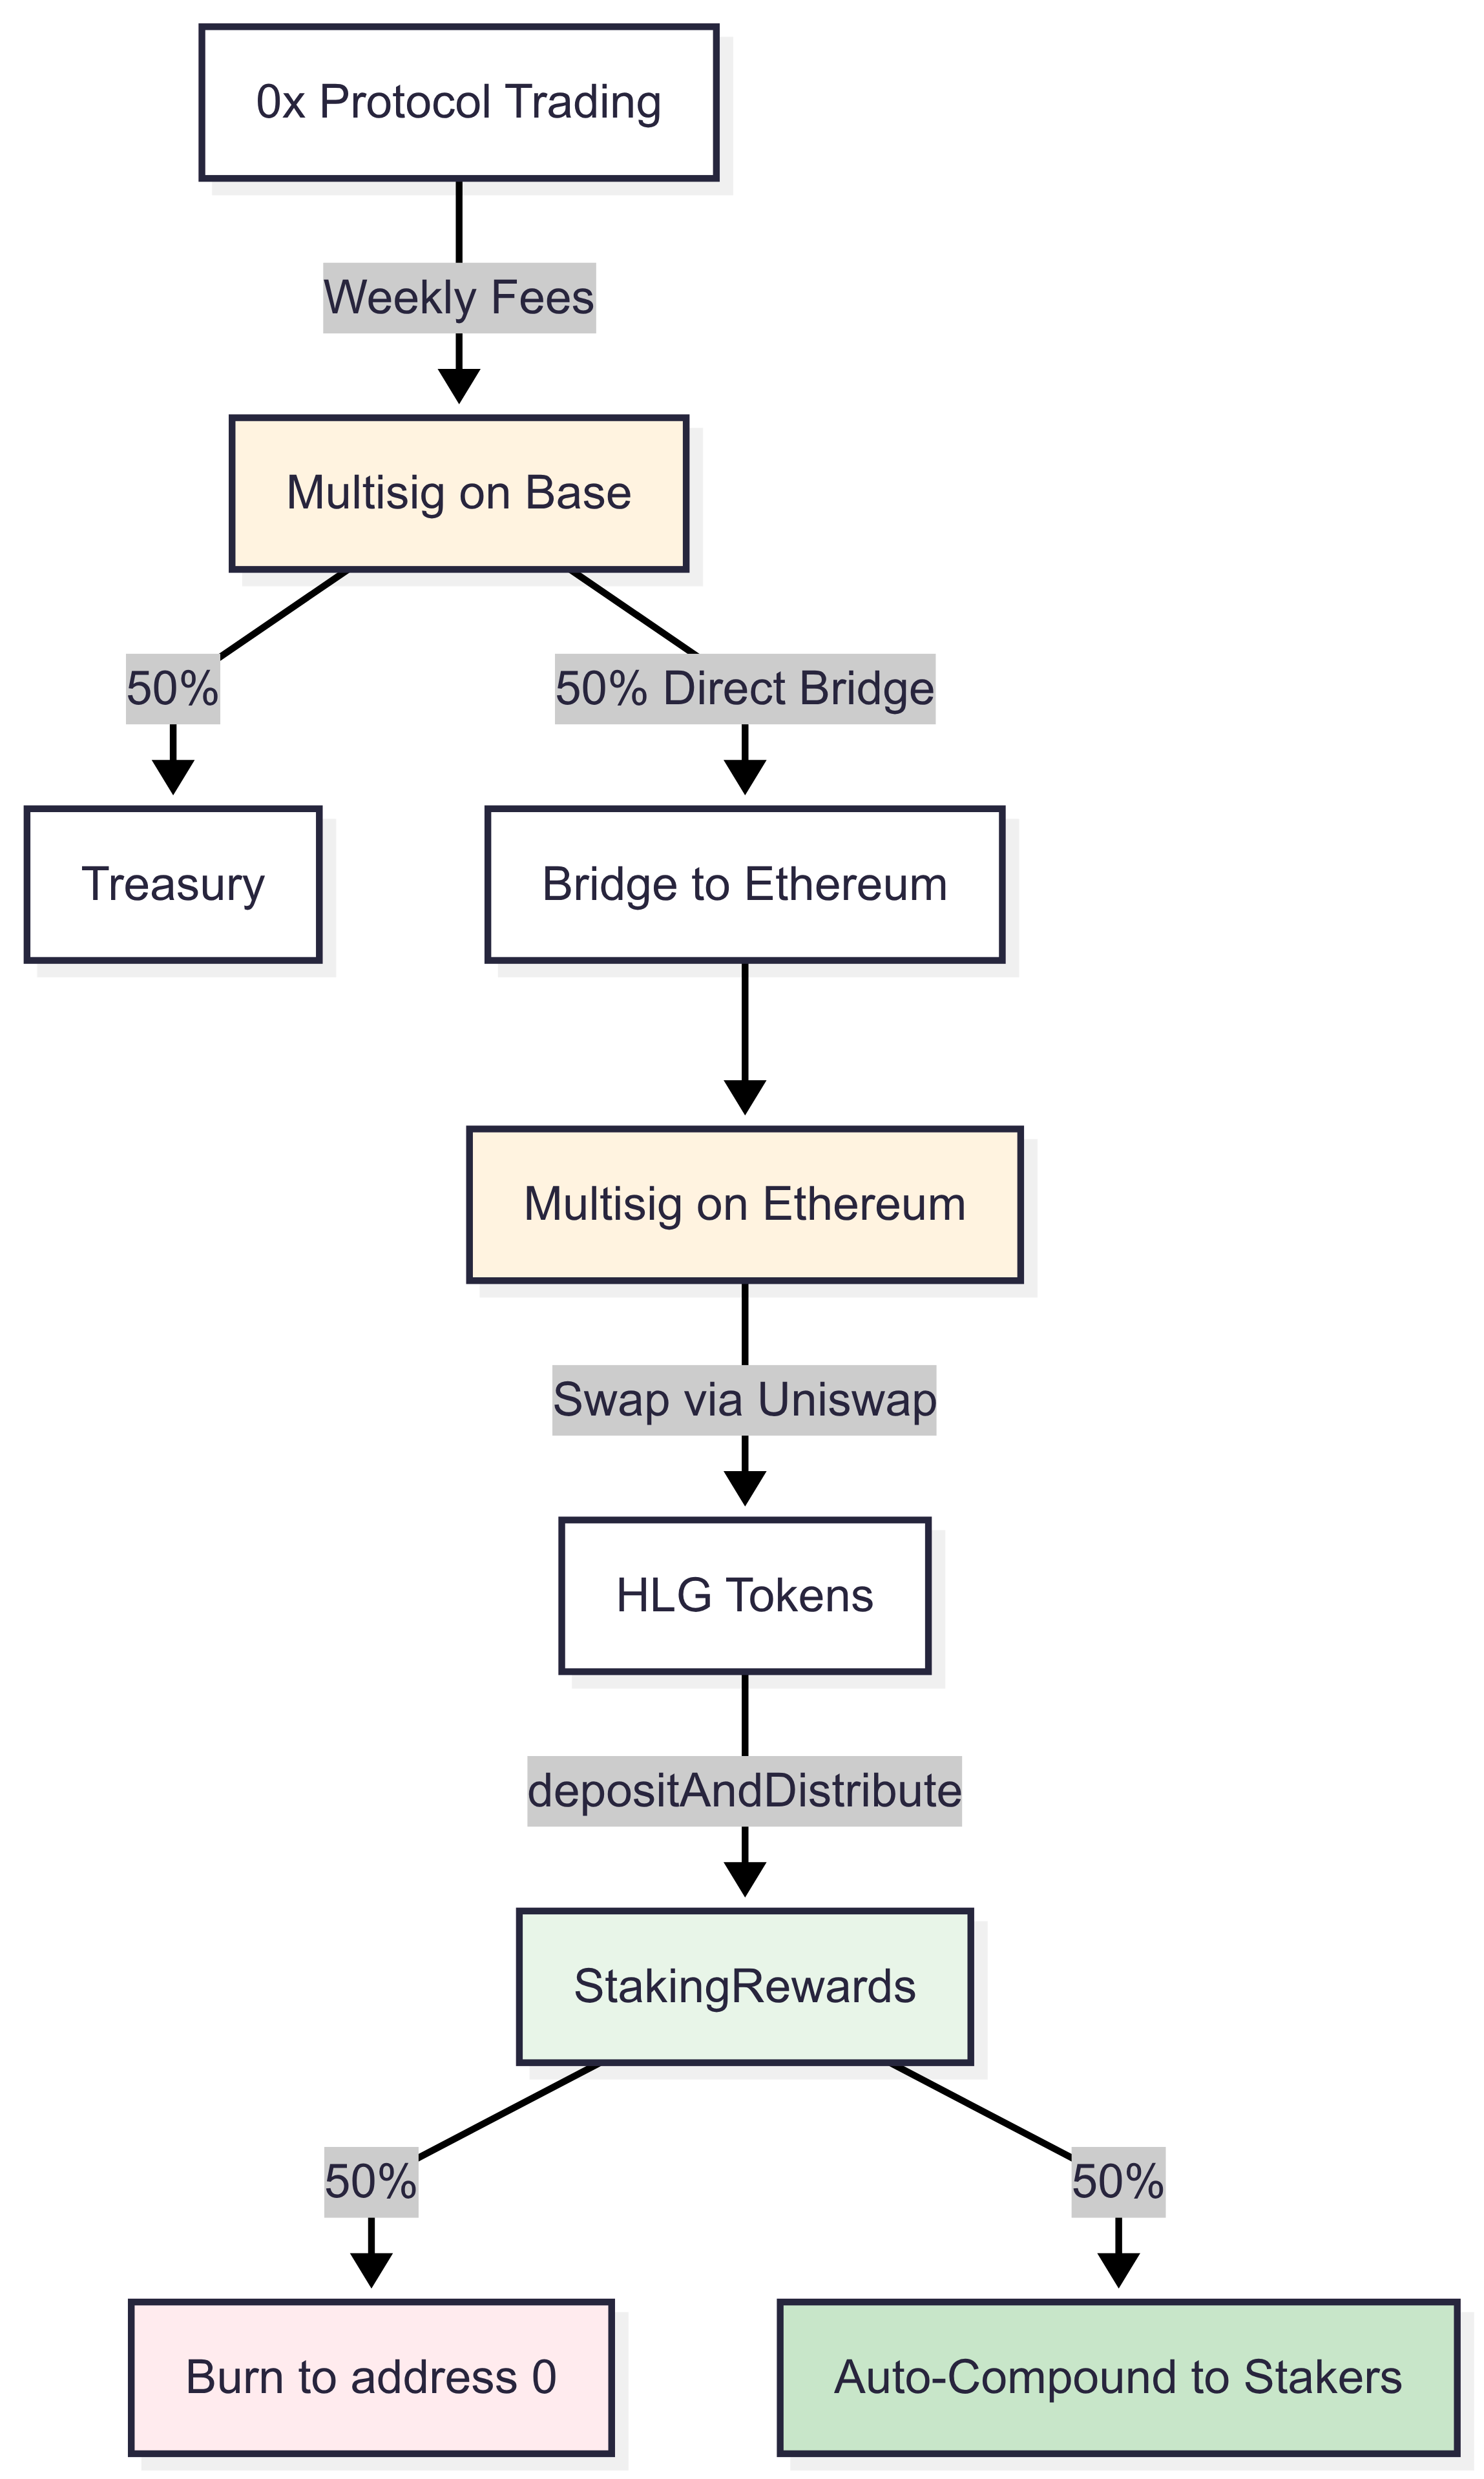 0x Protocol Trading
Weekly Fees
Multisig on Base
50%
50% Direct Bridge
Treasury
Bridge to Ethereum
Multisig on Ethereum
Swap via Uniswap
HLG Tokens
depositAndDistribute
StakingRewards
50%
50%
Burn to address 0
Auto-Compound to Stakers